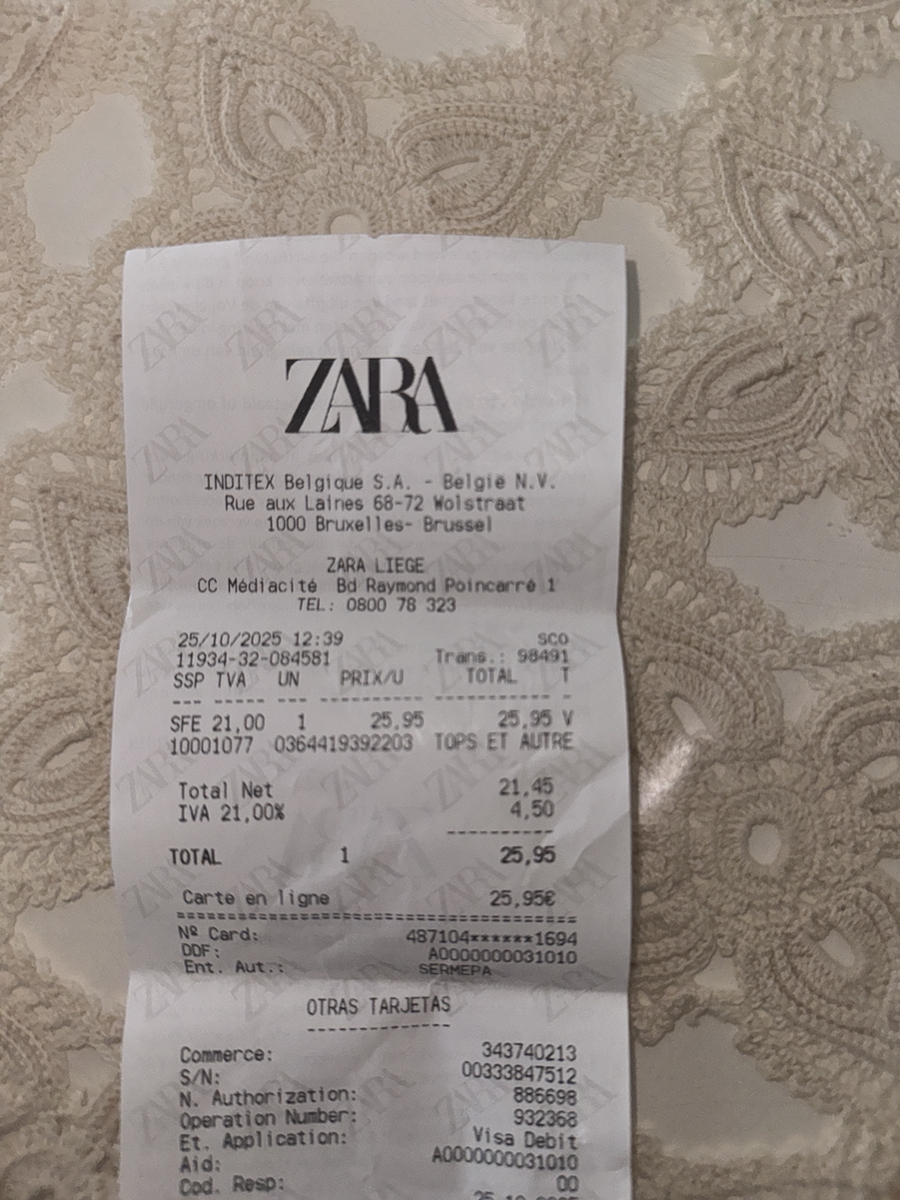 ZARA
INDITEX Belgique S.A. - België N.V.
Rue aux Laines 68-72 Wolstraat
1000 Bruxelles- Brussel
ZARA LIEGE
CC Médiacité Bd Raymond Poincarré 1
TEL: 0800 78 323
25/10/2025 12:39 SCO
11934-32-084581 Trans.: 98491
SSP TVA UN PRIX/U TOTAL T
--- ----- --- ---------- ---------- -
SFE 21,00 1 25,95 25,95 V
10001077 0364419392203 TOPS ET AUTRE
Total Net 21,45
IVA 21,00% 4,50
----------
TOTAL 1 25,95
Carte en ligne 25,95€
========================================
Nº Card: 487104******1694
DDF: A0000000031010
Ent. Aut.: SERMEPA
OTRAS TARJETAS
--------------
Commerce: 343740213
S/N: 00333847512
N. Authorization: 886698
Operation Number: 932368
Et. Application: Visa Debit
Aid: A0000000031010
Cod. Resp: 00